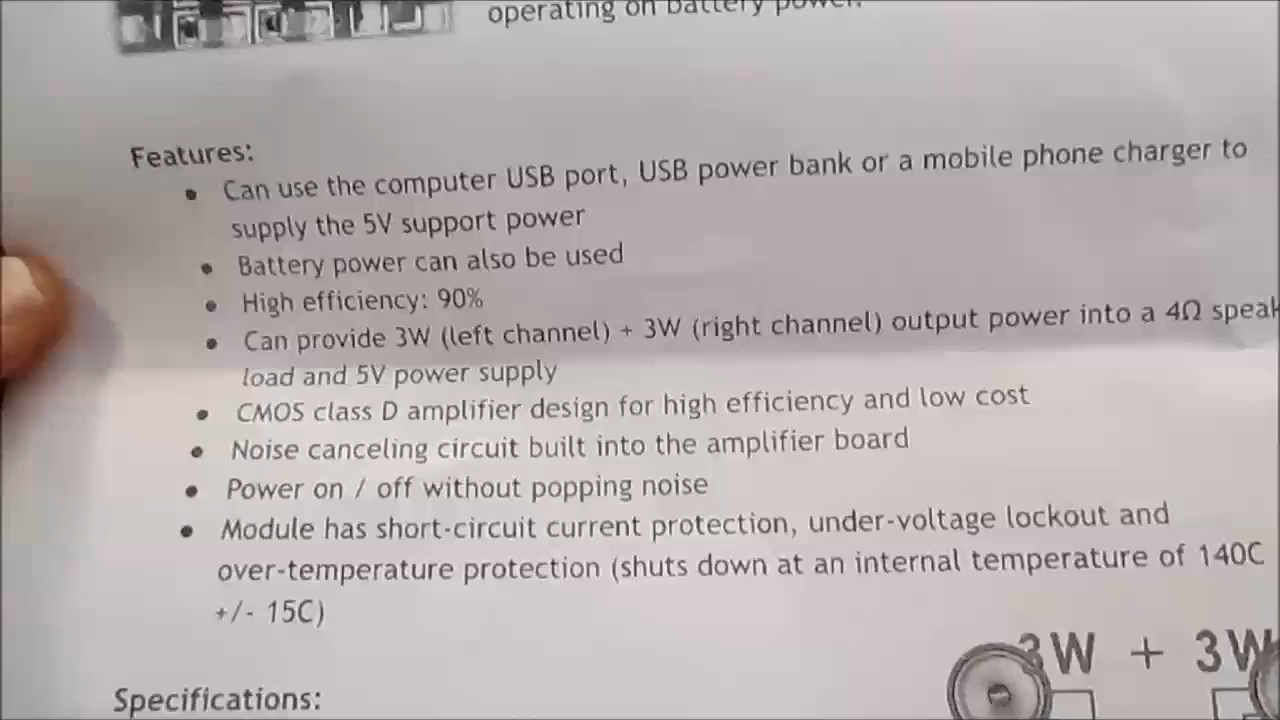 operating on battery power.
Features:
• Can use the computer USB port, USB power bank or a mobile phone charger to
supply the 5V support power
• Battery power can also be used
• High efficiency: 90%
• Can provide 3W (left channel) + 3W (right channel) output power into a 4Ω speak
load and 5V power supply
• CMOS class D amplifier design for high efficiency and low cost
• Noise canceling circuit built into the amplifier board
• Power on / off without popping noise
• Module has short-circuit current protection, under-voltage lockout and
over-temperature protection (shuts down at an internal temperature of 140C
+/- 15C)
3W + 3W
Specifications: